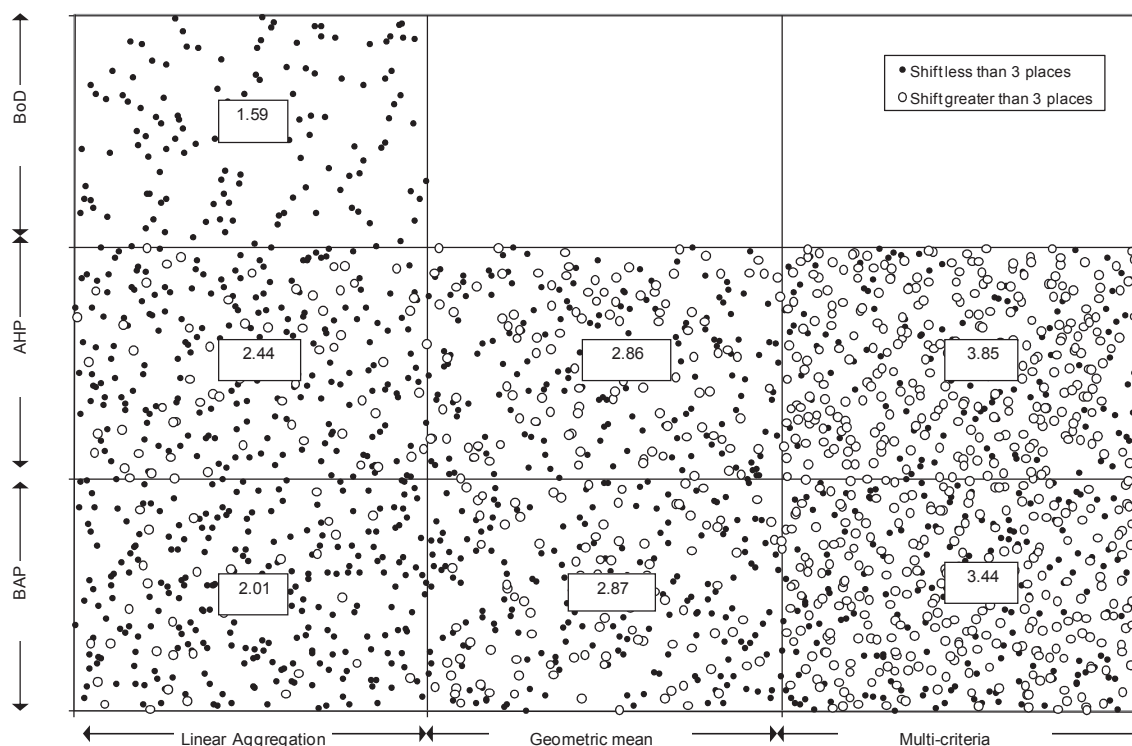 BoD
1.59
Shift less than 3 places
Shift greater than 3 places
AHP
2.44
2.86
3.85
BAP
2.01
2.87
3.44
Linear Aggregation
Geometric mean
Multi-criteria